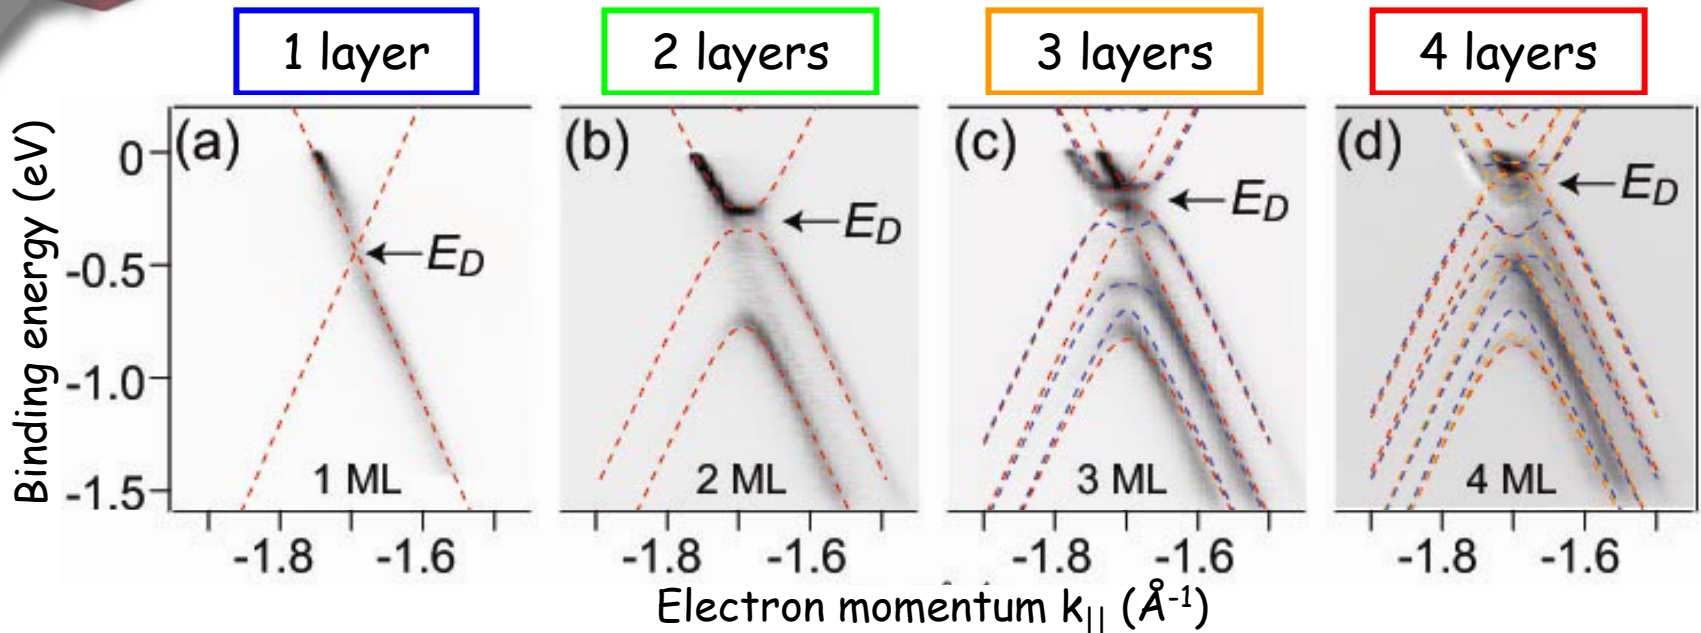 1 layer
2 layers
3 layers
4 layers
(a)
(b)
(c)
(d)
Binding energy (eV)
0
-0.5
-1.0
-1.5
E_D
E_D
E_D
E_D
1 ML
2 ML
3 ML
4 ML
-1.8 -1.6
-1.8 -1.6
-1.8 -1.6
-1.8 -1.6
Electron momentum k|| (Å⁻¹)